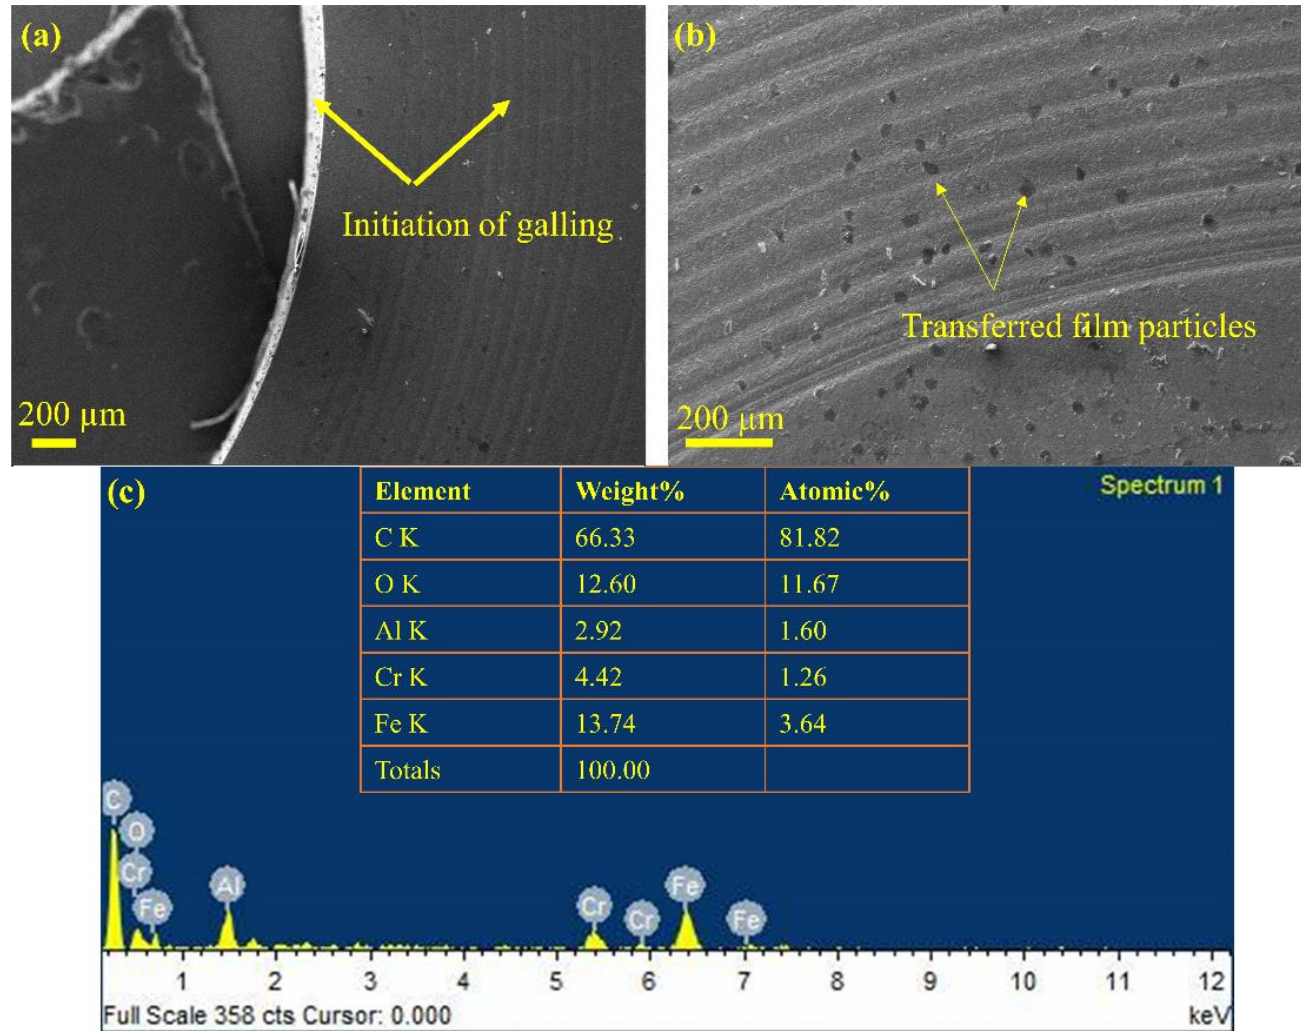 (a)
Initiation of galling
200 µm
(b)
Transferred film particles
200 µm
(c)
Spectrum 1
Element Weight% Atomic%
C K 66.33 81.82
O K 12.60 11.67
Al K 2.92 1.60
Cr K 4.42 1.26
Fe K 13.74 3.64
Totals 100.00
C
O
Cr
Fe
Al
Cr
Cr
Fe
Fe
1 2 3 4 5 6 7 8 9 10 11 12
Full Scale 358 cts Cursor: 0.000 keV